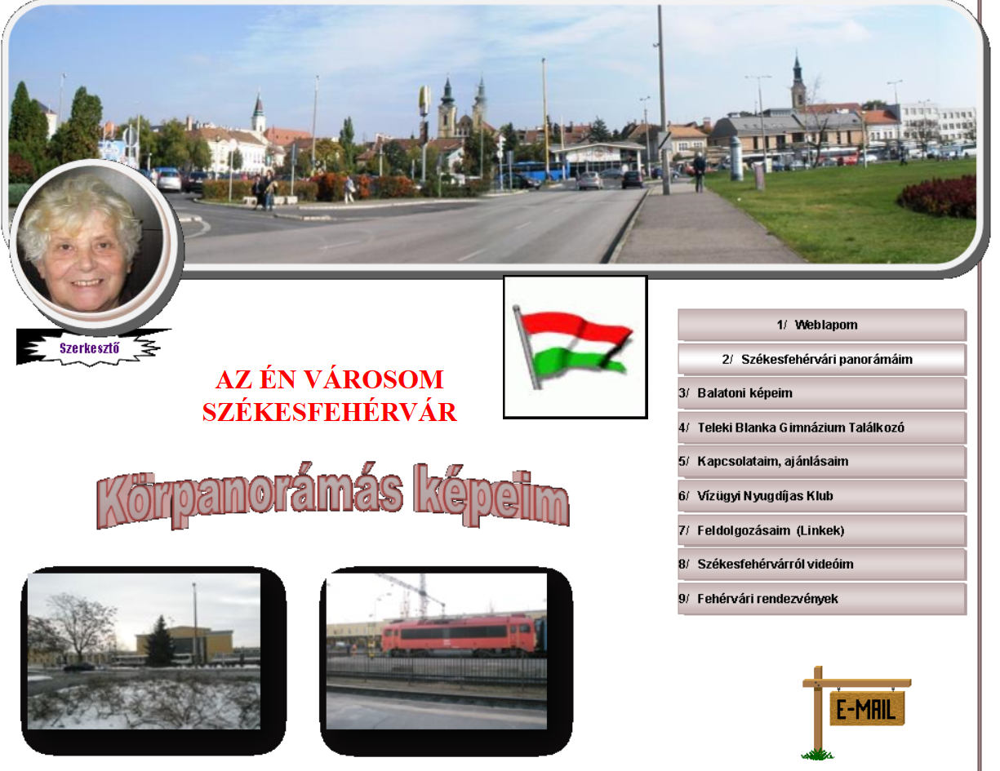 Szerkesztő
AZ ÉN VÁROSOM
SZÉKESFEHÉRVÁR
Körpanorámás képeim
1/ Weblapom
2/ Székesfehérvári panorámáim
3/ Balatoni képeim
4/ Teleki Blanka Gimnázium Találkozó
5/ Kapcsolataim, ajánlásaim
6/ Vízügyi Nyugdíjas Klub
7/ Feldolgozásaim (Linkek)
8/ Székesfehérvárról videóim
9/ Fehérvári rendezvények
E-MAIL